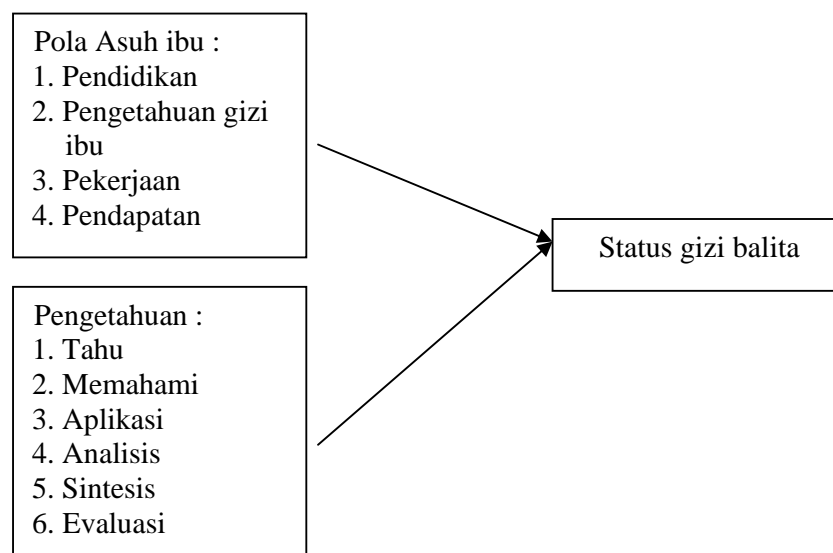 Pola Asuh ibu :
1. Pendidikan
2. Pengetahuan gizi
ibu
3. Pekerjaan
4. Pendapatan
Status gizi balita
Pengetahuan :
1. Tahu
2. Memahami
3. Aplikasi
4. Analisis
5. Sintesis
6. Evaluasi